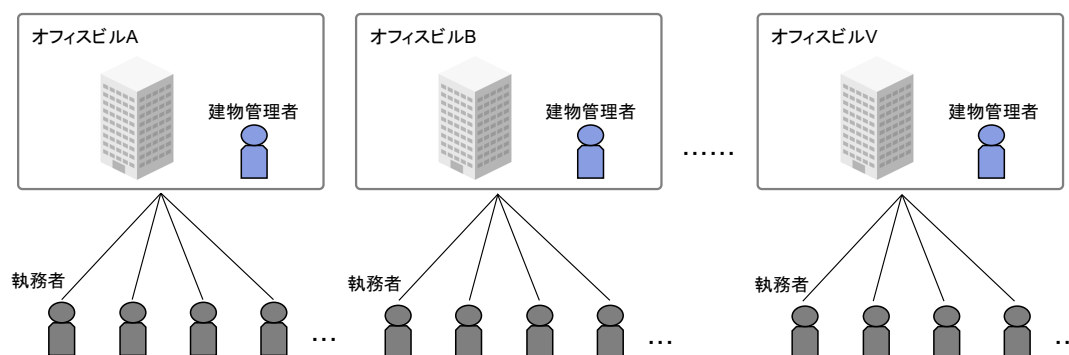 オフィスビルA
オフィスビルB
オフィスビルV
建物管理者
建物管理者
建物管理者
……
執務者
執務者
執務者
…
…
..